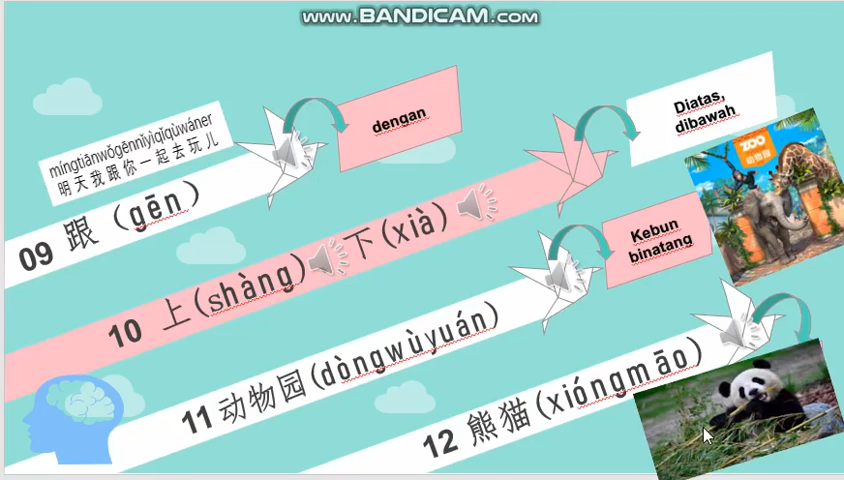 www.BANDICAM.com
míngtiānwǒgēnnǐyìqǐqùwáner
明天我跟你一起去玩儿
09 跟（gēn）
dengan
10 上(shàng) 下(xià)
Diatas,
dibawah
11动物园(dòngwùyuán)
Kebun
binatang
ZOO
动物园
12 熊猫(xióngmāo)